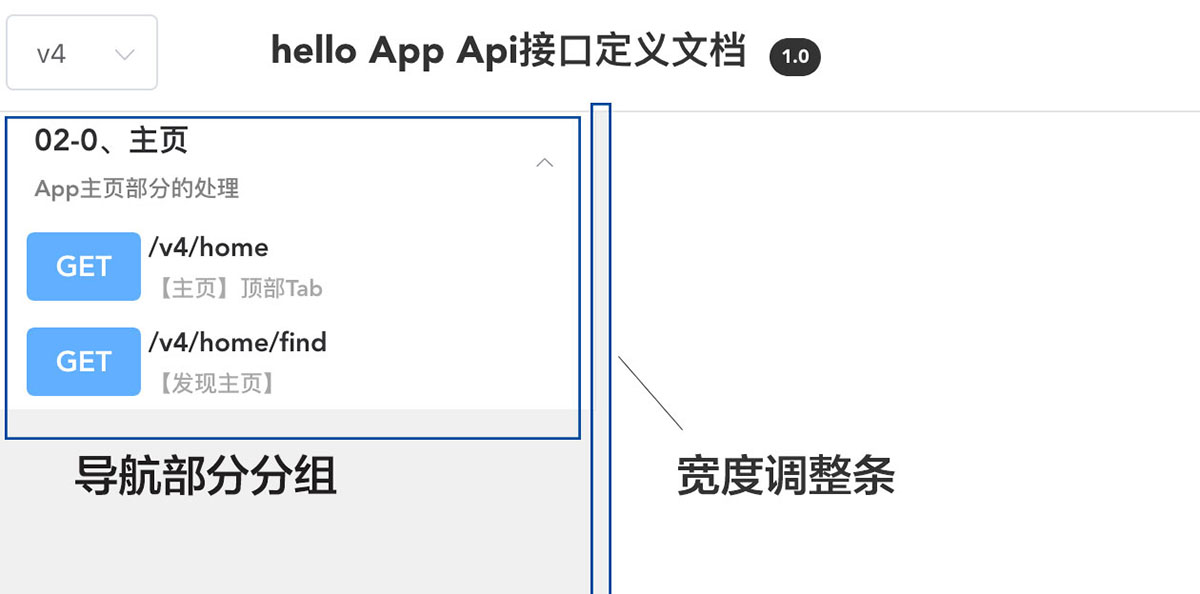 v4
hello App Api接口定义文档 1.0
02-0、主页
App主页部分的处理
GET /v4/home
【主页】顶部Tab
GET /v4/home/find
【发现主页】
导航部分分组
宽度调整条